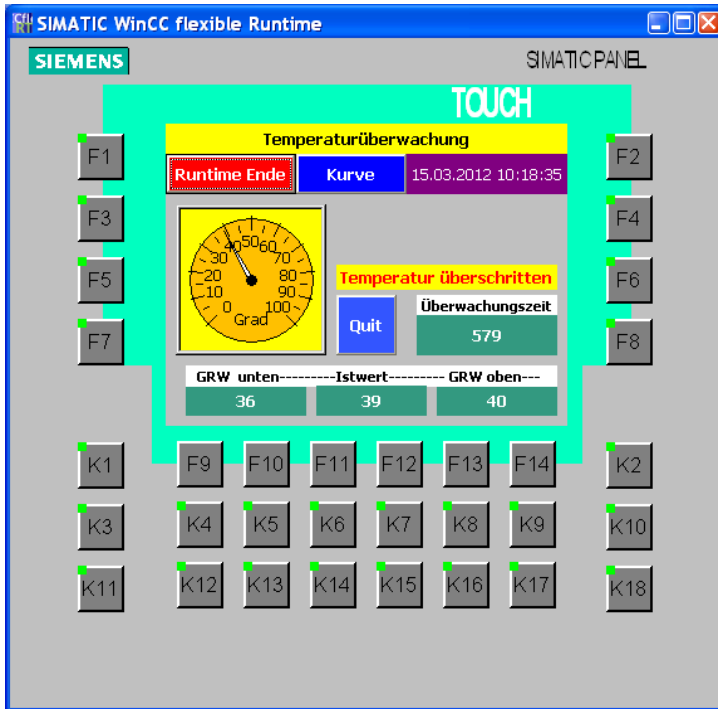 SIMATIC WinCC flexible Runtime
SIEMENS
SIMATIC PANEL
TOUCH
Temperaturüberwachung
Runtime Ende Kurve 15.03.2012 10:18:35
F1 F2
F3 F4
F5 F6
F7 F8
0 10 20 30 40 50 60 70 80 90 100
Grad
Temperatur überschritten
Quit
Überwachungszeit
579
GRW unten---------Istwert--------- GRW oben---
36 39 40
K1 F9 F10 F11 F12 F13 F14 K2
K3 K4 K5 K6 K7 K8 K9 K10
K11 K12 K13 K14 K15 K16 K17 K18